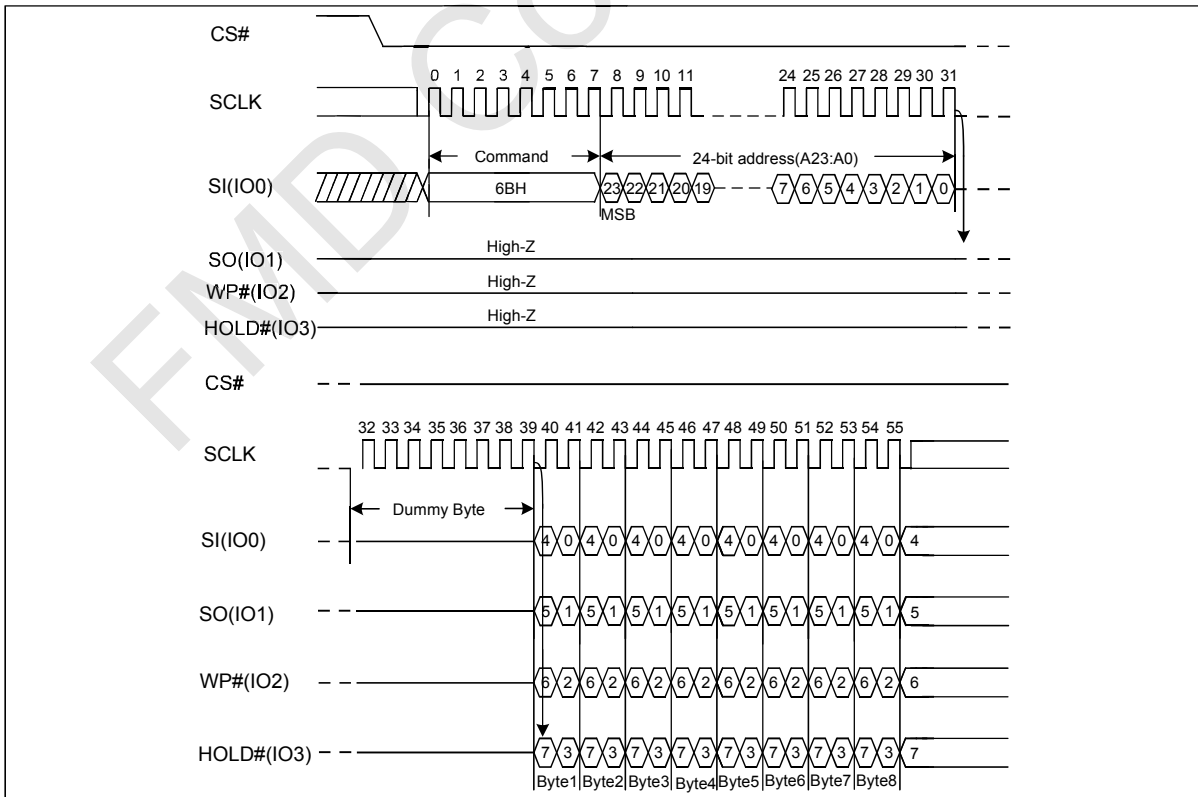 FMD Co
CS#
0 1 2 3 4 5 6 7 8 9 10 11 24 25 26 27 28 29 30 31
SCLK
Command 24-bit address(A23:A0)
SI(IO0) 6BH 23 22 21 20 19 7 6 5 4 3 2 1 0
MSB
High-Z
SO(IO1)
High-Z
WP#(IO2)
High-Z
HOLD#(IO3)
CS#
32 33 34 35 36 37 38 39 40 41 42 43 44 45 46 47 48 49 50 51 52 53 54 55
SCLK
Dummy Byte
SI(IO0) 4 0 4 0 4 0 4 0 4 0 4 0 4 0 4 0 4
SO(IO1) 5 1 5 1 5 1 5 1 5 1 5 1 5 1 5 1 5
WP#(IO2) 6 2 6 2 6 2 6 2 6 2 6 2 6 2 6 2 6
HOLD#(IO3) 7 3 7 3 7 3 7 3 7 3 7 3 7 3 7 3 7
Byte1 Byte2 Byte3 Byte4 Byte5 Byte6 Byte7 Byte8